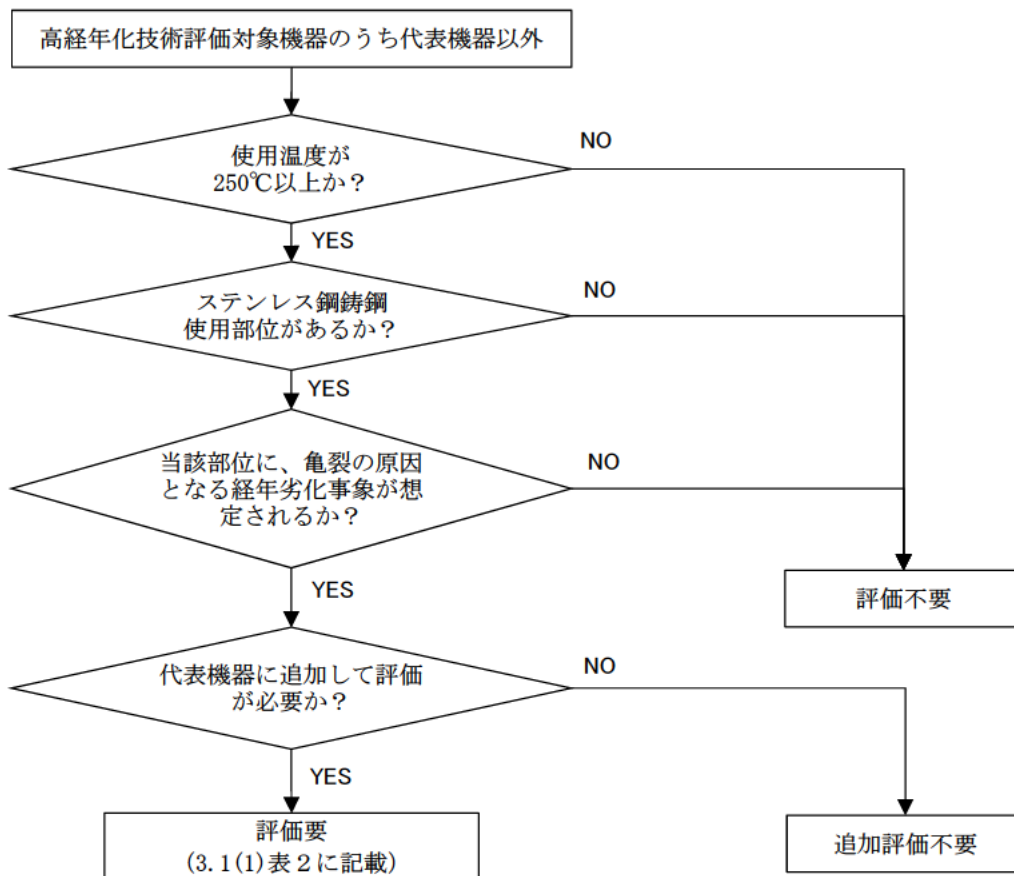 高経年化技術評価対象機器のうち代表機器以外
使用温度が
250℃以上か？
NO
YES
ステンレス鋼鋳鋼
使用部位があるか？
NO
YES
当該部位に、亀裂の原因
となる経年劣化事象が想
定されるか？
NO
YES
評価不要
代表機器に追加して評価
が必要か？
NO
YES
評価要
(3.1(1)表２に記載)
追加評価不要